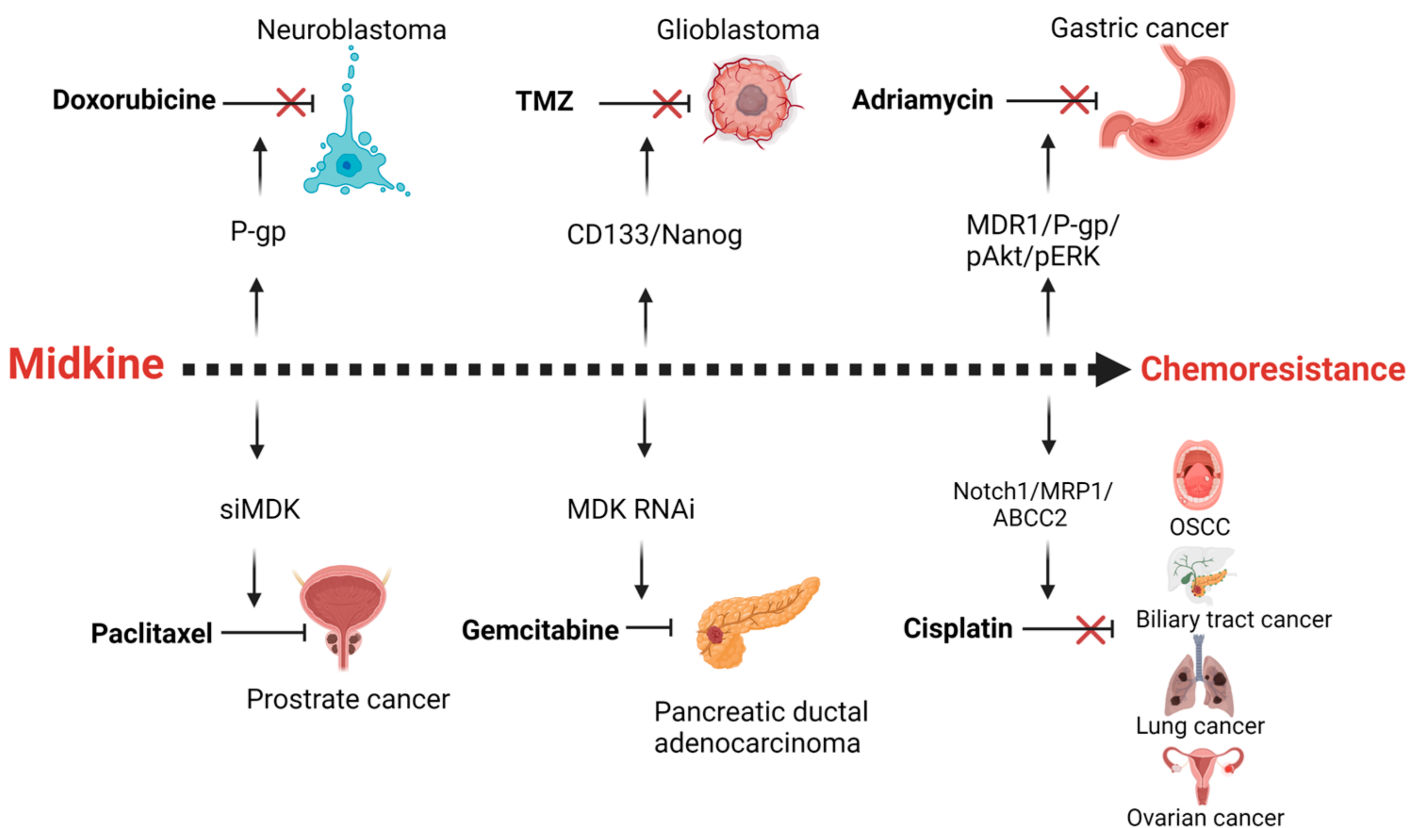 Neuroblastoma
Glioblastoma
Gastric cancer
Doxorubicine
TMZ
Adriamycin
P-gp
CD133/Nanog
MDR1/P-gp/
pAkt/pERK
Midkine
Chemoresistance
siMDK
MDK RNAi
Notch1/MRP1/
ABCC2
OSCC
Paclitaxel
Gemcitabine
Cisplatin
Biliary tract cancer
Prostrate cancer
Pancreatic ductal
adenocarcinoma
Lung cancer
Ovarian cancer